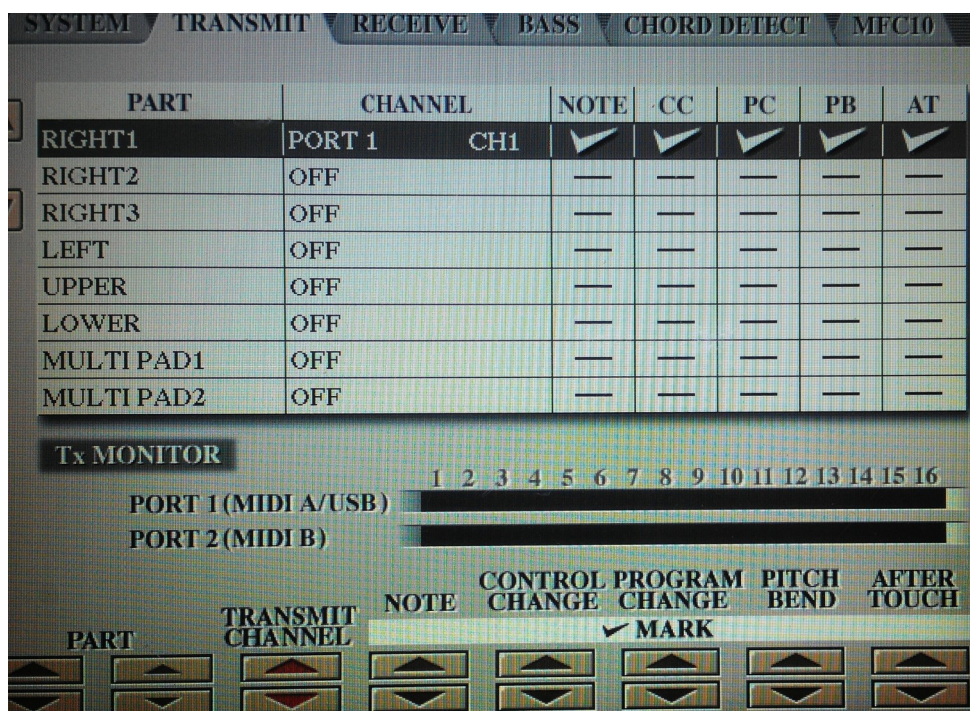 SYSTEM TRANSMIT RECEIVE BASS CHORD DETECT MFC10
PART CHANNEL NOTE CC PC PB AT
RIGHT1 PORT 1 CH1
RIGHT2 OFF — — — — —
RIGHT3 OFF — — — — —
LEFT OFF — — — — —
UPPER OFF — — — — —
LOWER OFF — — — — —
MULTI PAD1 OFF — — — — —
MULTI PAD2 OFF — — — — —
Tx MONITOR
1 2 3 4 5 6 7 8 9 10 11 12 13 14 15 16
PORT 1 (MIDI A/USB)
PORT 2 (MIDI B)
PART TRANSMIT CHANNEL NOTE CONTROL CHANGE PROGRAM CHANGE PITCH BEND AFTER TOUCH
MARK